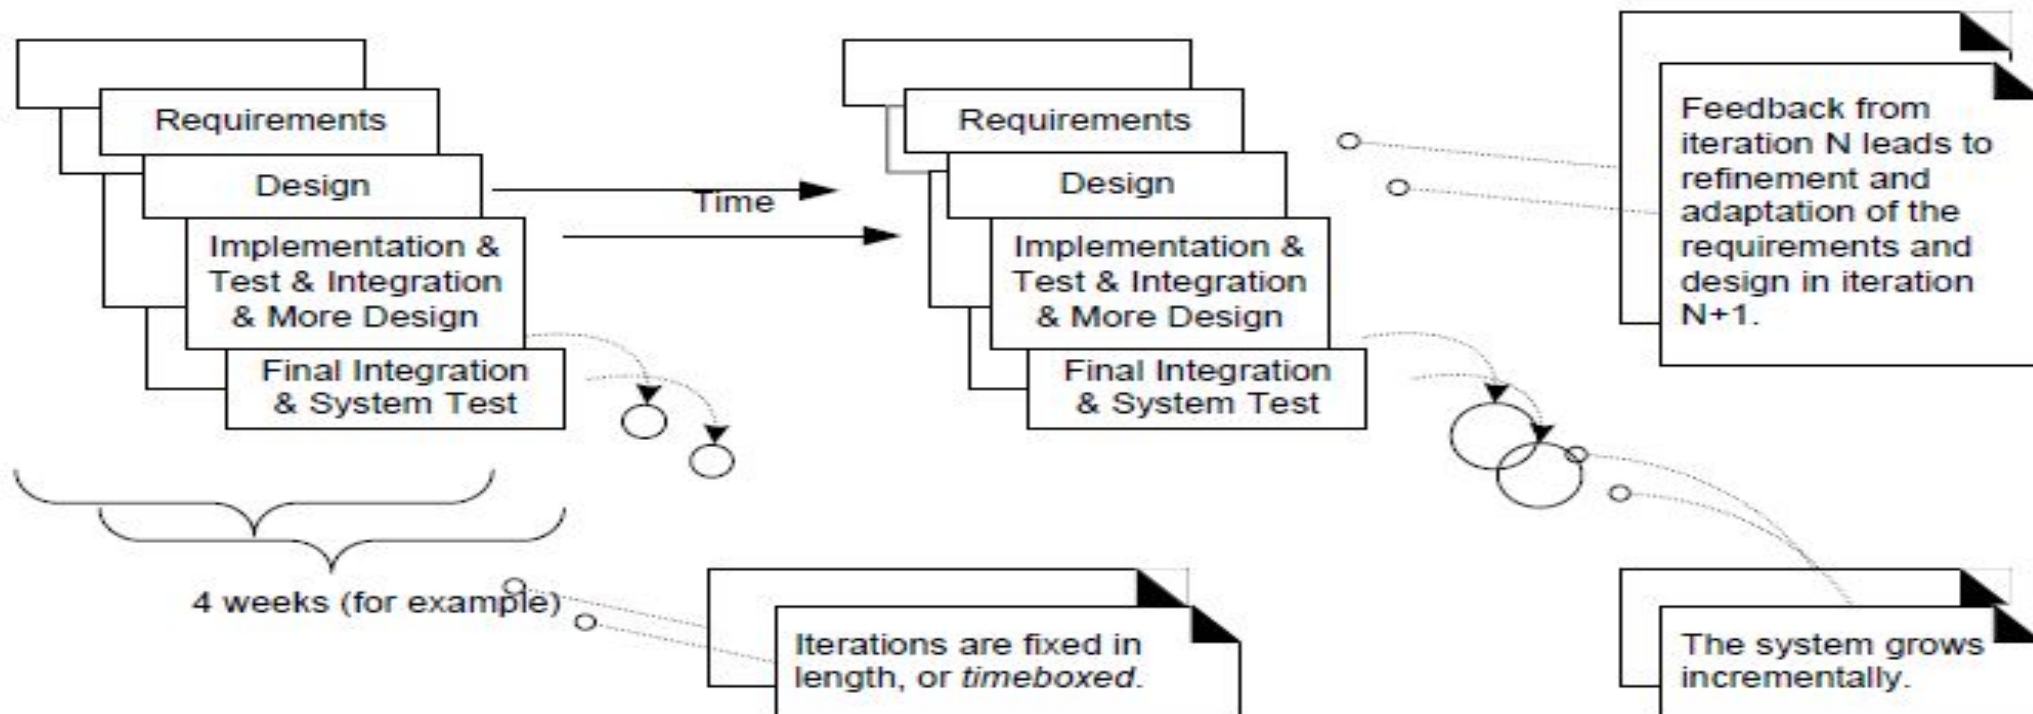 Requirements
Design
Implementation &
Test & Integration
& More Design
Final Integration
& System Test
Time
Requirements
Design
Implementation &
Test & Integration
& More Design
Final Integration
& System Test
Feedback from
iteration N leads to
refinement and
adaptation of the
requirements and
design in iteration
N+1.
4 weeks (for example)
Iterations are fixed in
length, or timeboxed.
The system grows
incrementally.